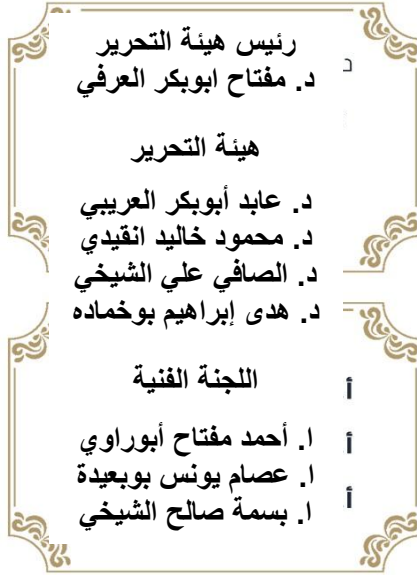 رئيس هيئة التحرير
د. مفتاح ابوبكر العرفي
هيئة التحرير
د. عابد أبوبكر العريبي
د. محمود خاليد انقيدي
د. الصافي علي الشيخي
د. هدى إبراهيم بوخماده
اللجنة الفنية
ا. أحمد مفتاح أبوراوي
ا. عصام يونس بوبعيدة
ا. بسمة صالح الشيخي